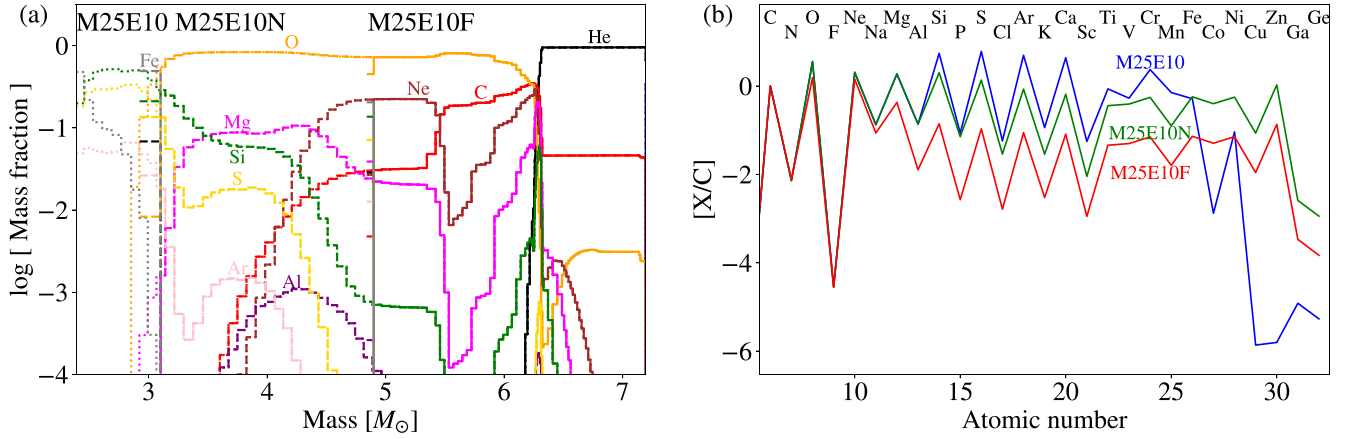 (a)
M25E10 M25E10N M25E10F
O
He
Fe
Ne
C
Mg
Si
S
Ar
Al
0
−1
−2
−3
−4
log [ Mass fraction ]
3 4 5 6 7
Mass [M⊙]
(b)
C O Ne Mg Si S Ar Ca Ti Cr Fe Ni Zn Ge
N F Na Al P Cl K Sc V Mn Co Cu Ga
M25E10
M25E10N
M25E10F
0
−2
−4
−6
[X/C]
10 15 20 25 30
Atomic number